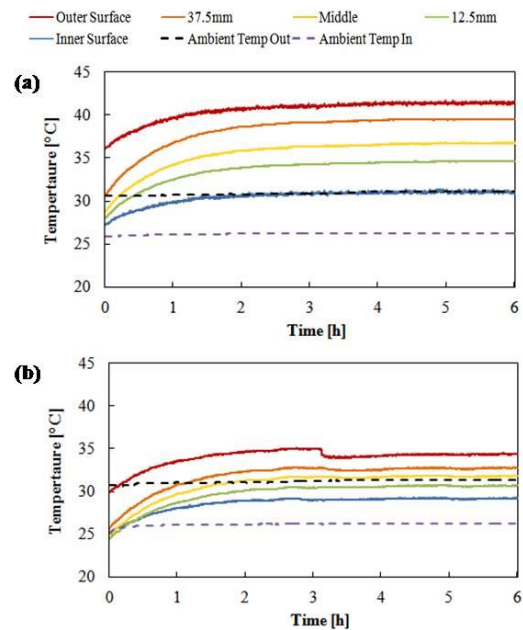 Outer Surface 37.5mm Middle 12.5mm
Inner Surface Ambient Temp Out Ambient Temp In
(a)
45
40
35
30
25
20
Tempertaure [°C]
0 1 2 3 4 5 6
Time [h]
(b)
45
40
35
30
25
20
Tempertaure [°C]
0 1 2 3 4 5 6
Time [h]